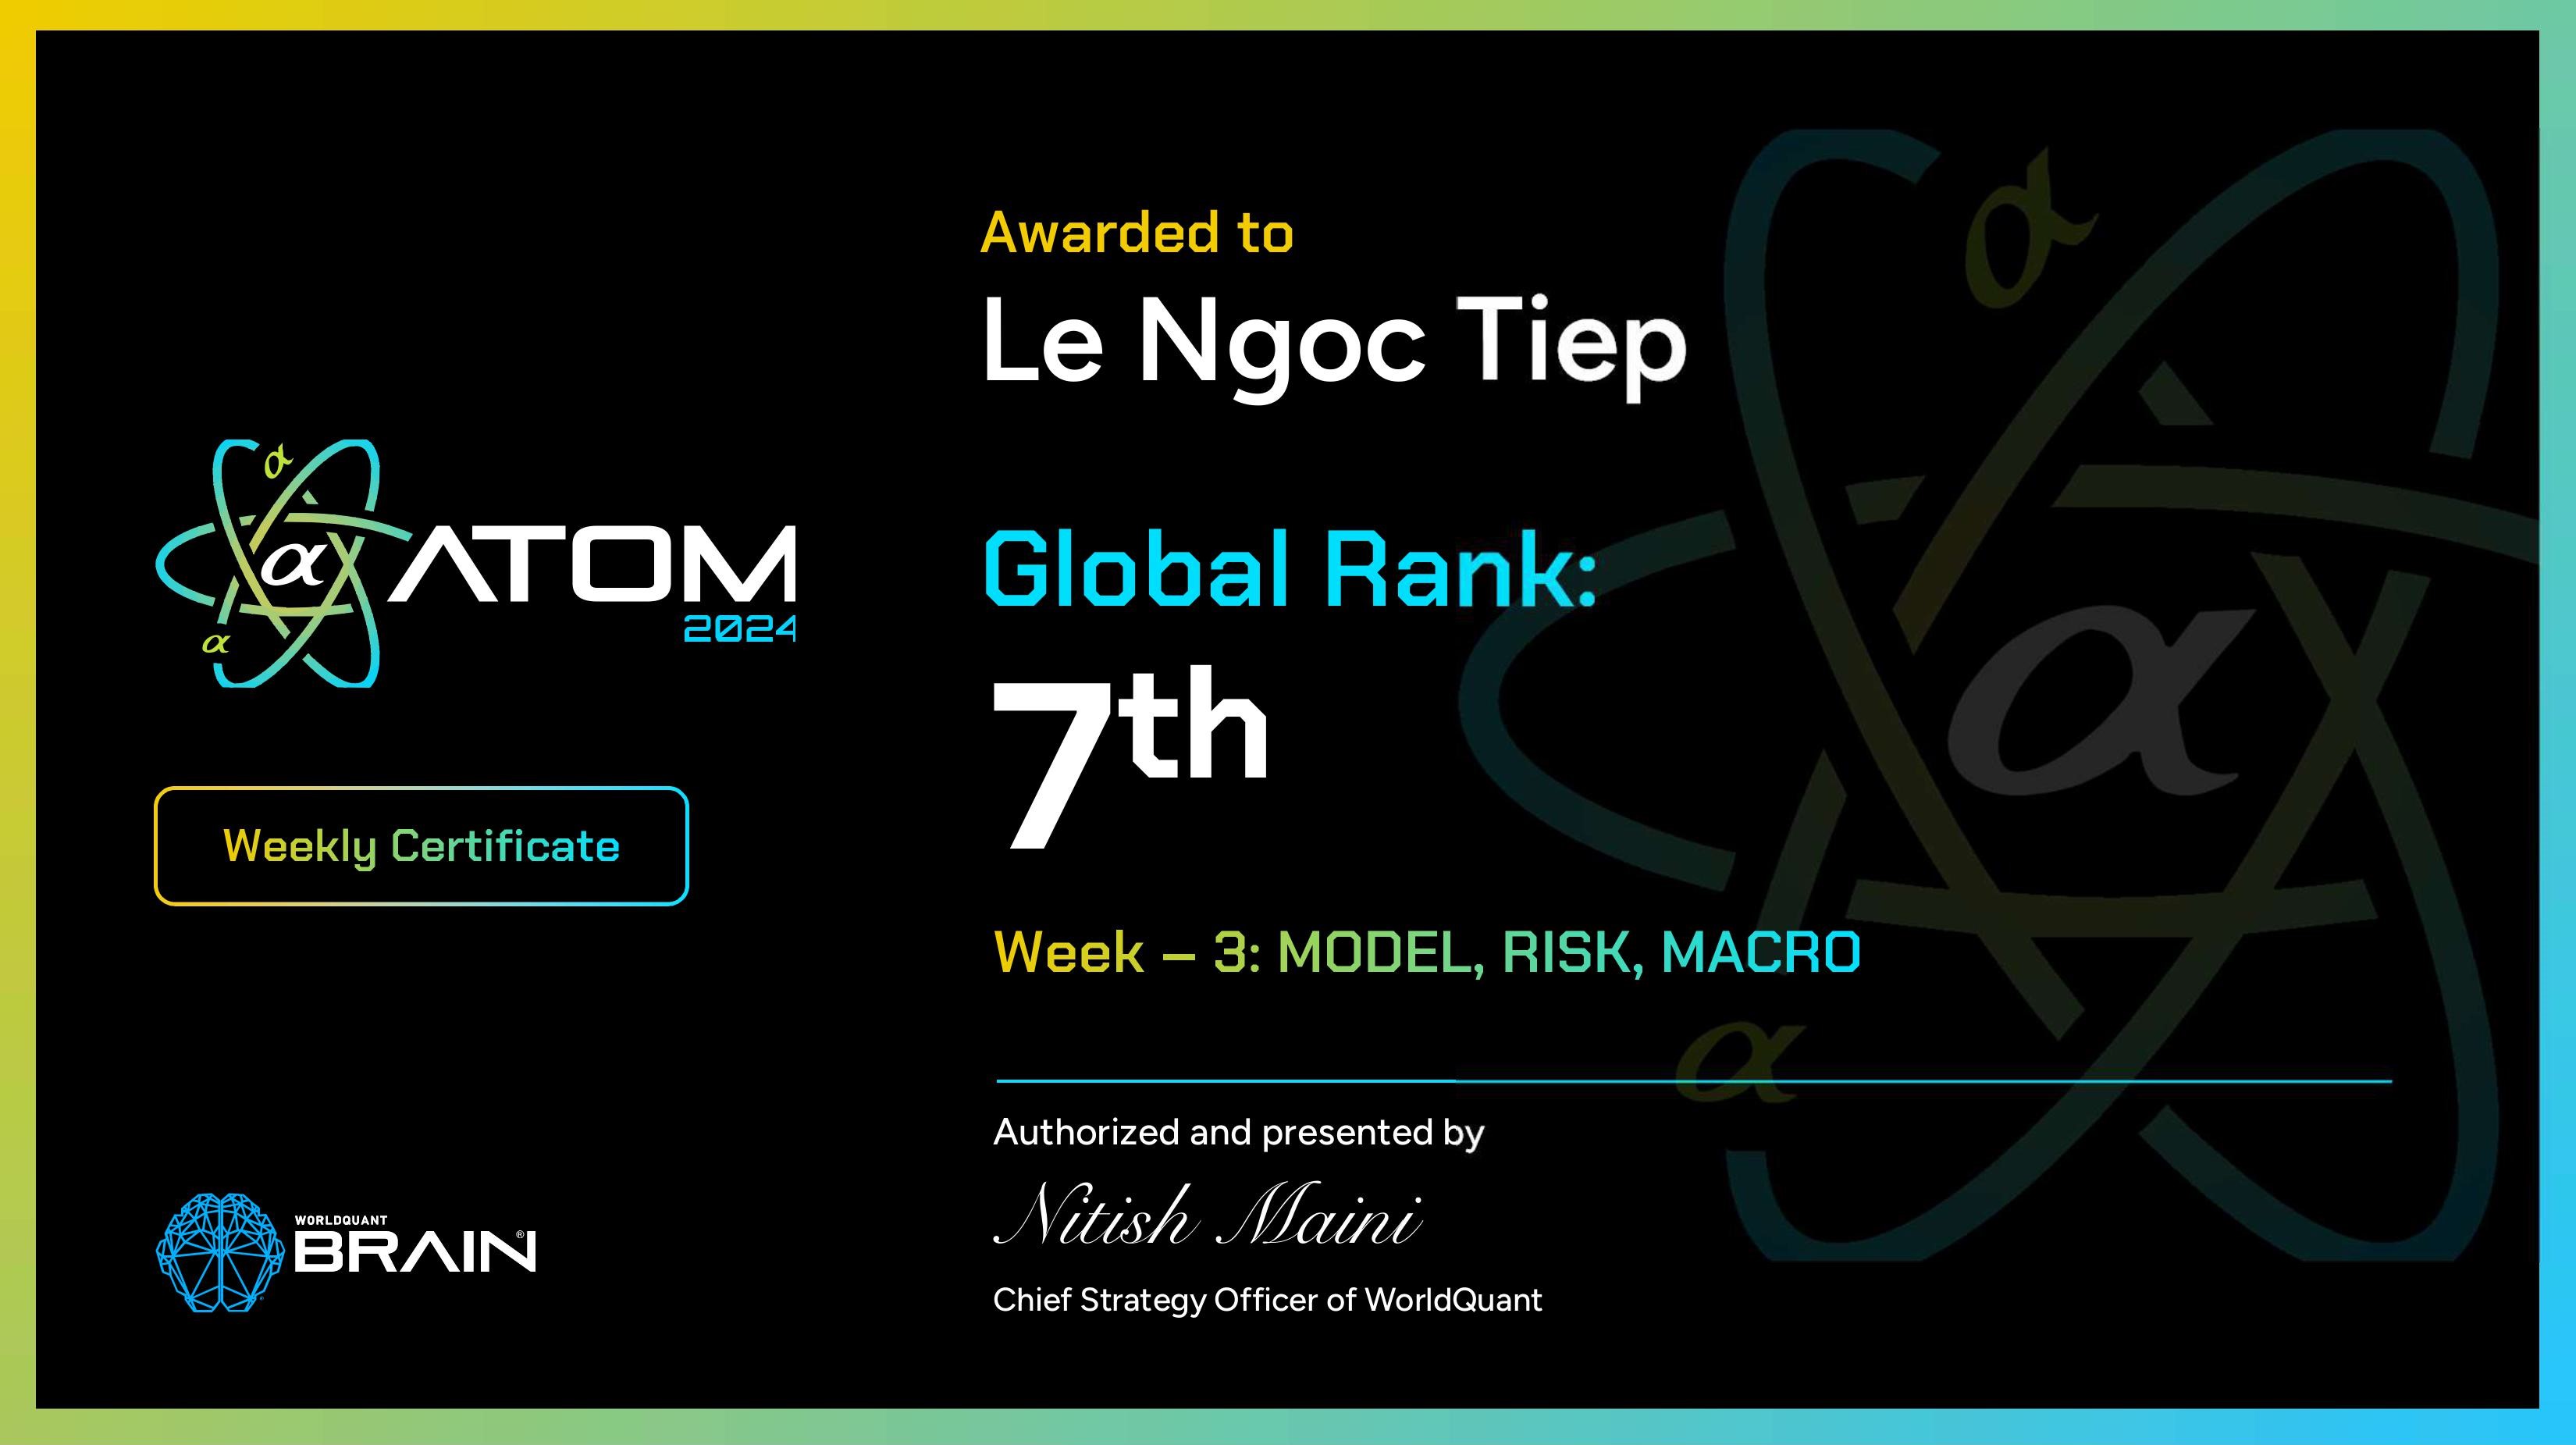 Awarded to
Le Ngoc Tiep
α
α ATOM
2024
α
Weekly Certificate
Global Rank:
7th
Week – 3: MODEL, RISK, MACRO
Authorized and presented by
Nitish Maini
Chief Strategy Officer of WorldQuant
WORLDQUANT
BRAIN®
α
α
α